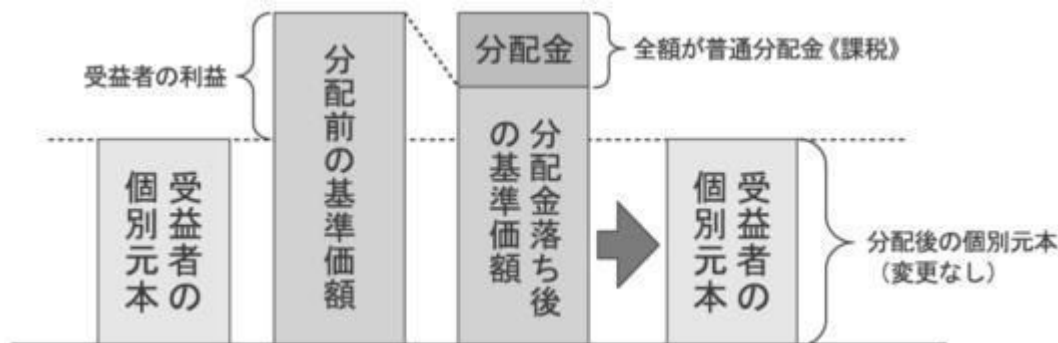 受益者の利益
受益者の
個別元本
分配前の基準価額
分配金
全額が普通分配金《課税》
分配金落ち後
の基準価額
受益者の
個別元本
分配後の個別元本
（変更なし）